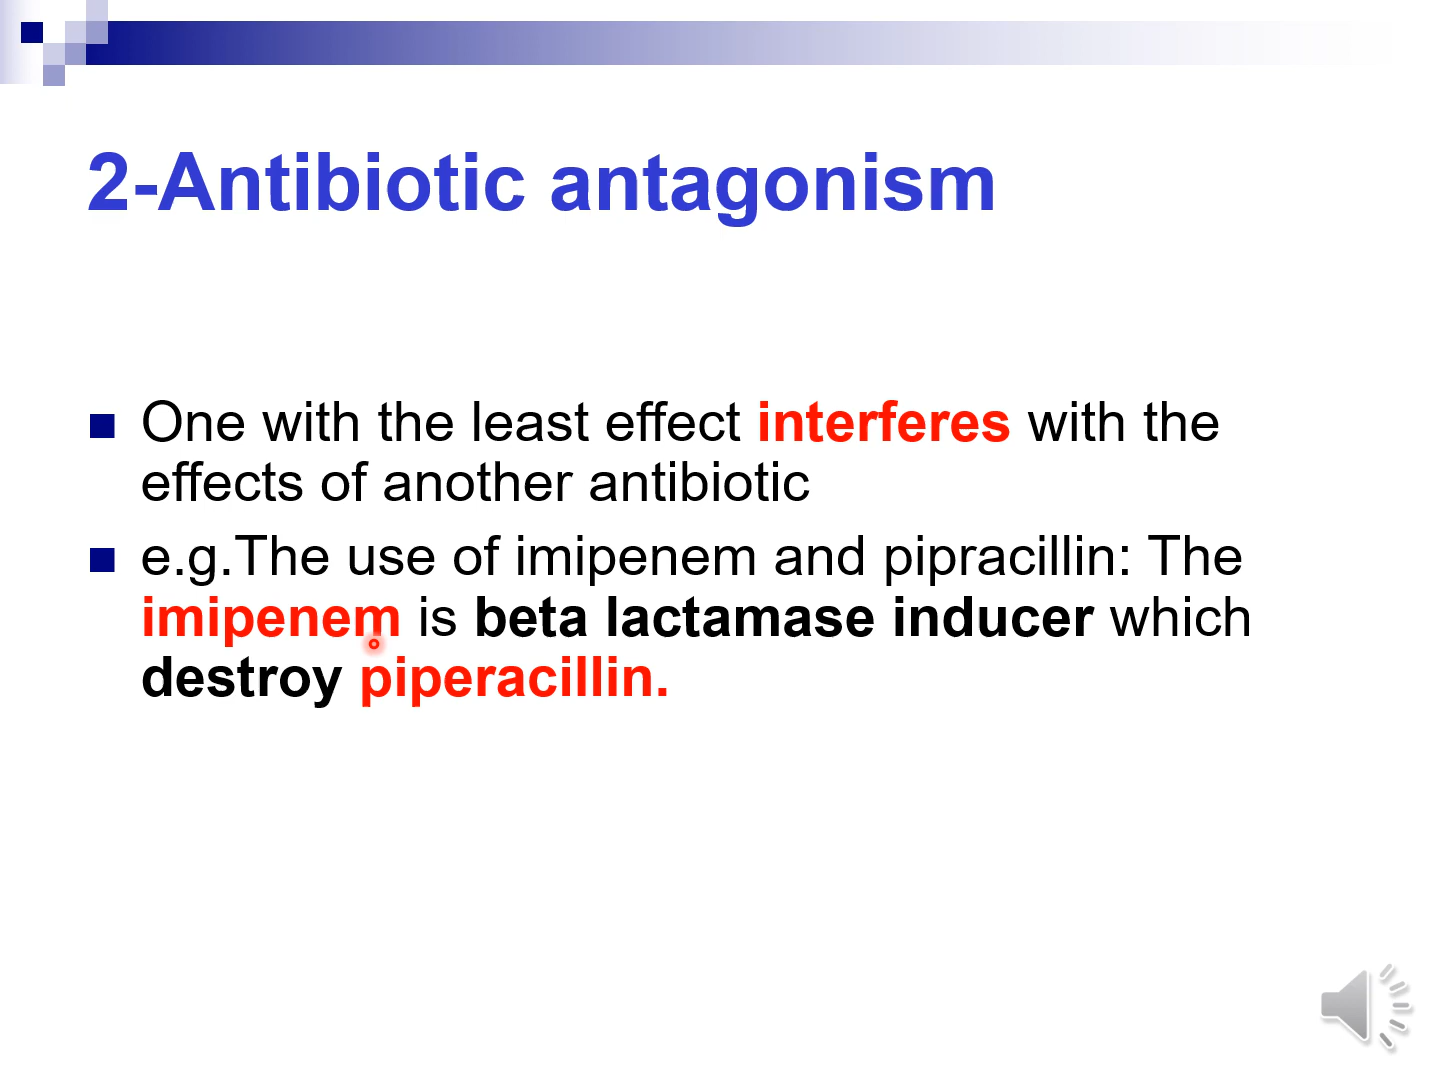 2-Antibiotic antagonism
One with the least effect interferes with the
effects of another antibiotic
e.g.The use of imipenem and pipracillin: The
imipenem is beta lactamase inducer which
destroy piperacillin.